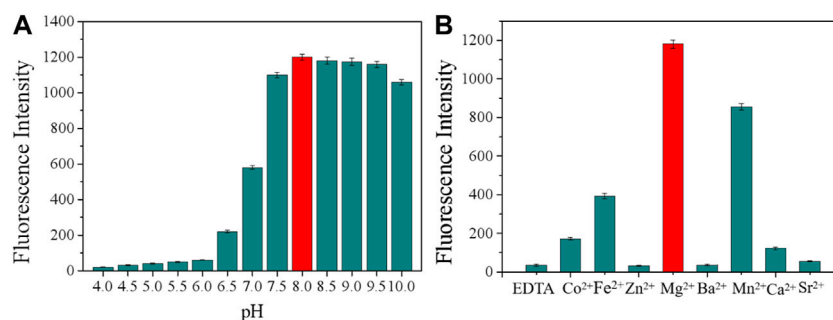 A
Fluorescence Intensity
1400
1200
1000
800
600
400
200
0
4.0 4.5 5.0 5.5 6.0 6.5 7.0 7.5 8.0 8.5 9.0 9.5 10.0
pH
B
Fluorescence Intensity
1200
1000
800
600
400
200
0
EDTA Co²⁺ Fe²⁺ Zn²⁺ Mg²⁺ Ba²⁺ Mn²⁺ Ca²⁺ Sr²⁺